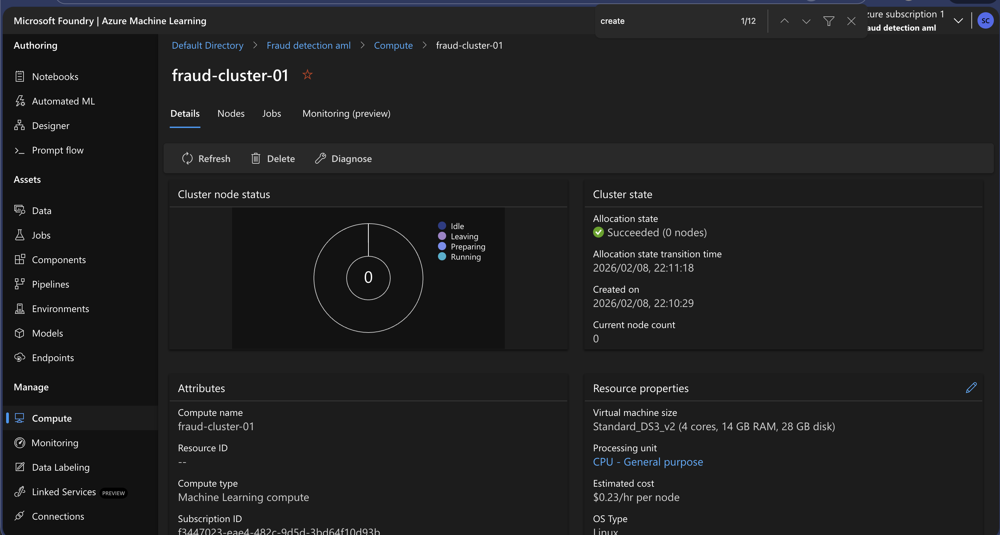 Microsoft Foundry | Azure Machine Learning
create
1/12
zure subscription 1
aud detection aml
SC
Authoring
Notebooks
Automated ML
Designer
Prompt flow
Assets
Data
Jobs
Components
Pipelines
Environments
Models
Endpoints
Manage
Compute
Monitoring
Data Labeling
Linked Services PREVIEW
Connections
Default Directory > Fraud detection aml > Compute > fraud-cluster-01
fraud-cluster-01
Details Nodes Jobs Monitoring (preview)
Refresh Delete Diagnose
Cluster node status
0
Idle
Leaving
Preparing
Running
Cluster state
Allocation state
Succeeded (0 nodes)
Allocation state transition time
2026/02/08, 22:11:18
Created on
2026/02/08, 22:10:29
Current node count
0
Attributes
Compute name
fraud-cluster-01
Resource ID
--
Compute type
Machine Learning compute
Subscription ID
f3447023-eae4-482c-9d5d-3bd64f10d93b
Resource properties
Virtual machine size
Standard_DS3_v2 (4 cores, 14 GB RAM, 28 GB disk)
Processing unit
CPU - General purpose
Estimated cost
$0.23/hr per node
OS Type
Linux